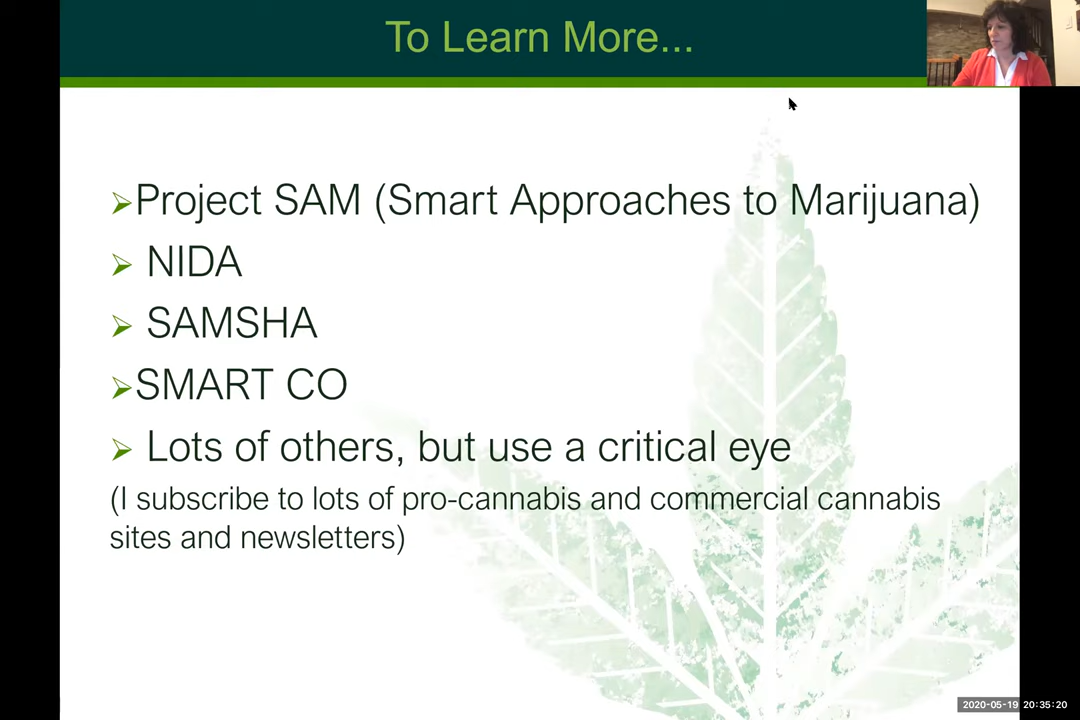 To Learn More...
➢Project SAM (Smart Approaches to Marijuana)
➢ NIDA
➢ SAMSHA
➢SMART CO
➢ Lots of others, but use a critical eye
(I subscribe to lots of pro-cannabis and commercial cannabis
sites and newsletters)
2020-05-19 20:35:20